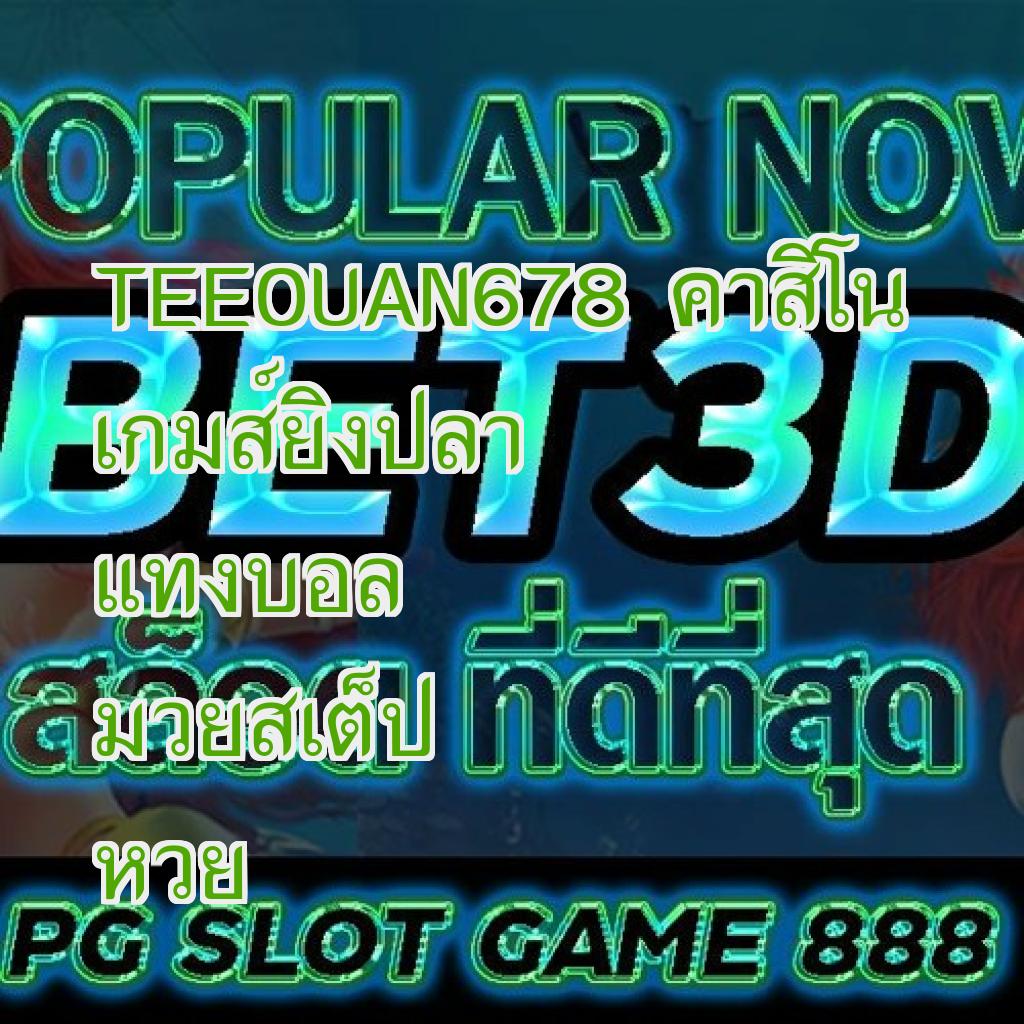 POPULAR NOW
TEEOUAN678 คาสิโน
BET3D
เกมส์ยิงปลา
แทงบอล
สล็อต ที่ดีที่สุด
มวยสเต็ป
หวย
PG SLOT GAME 888